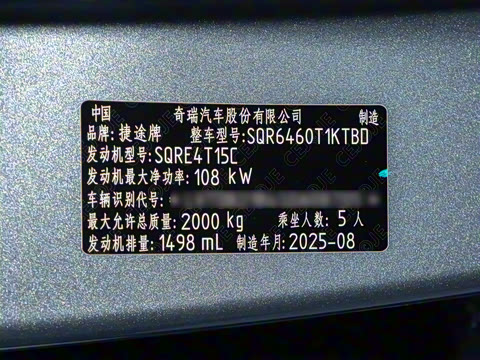 中国 奇瑞汽车股份有限公司 制造
品牌: 捷途牌 整车型号:SQR6460T1KTBD
发动机型号:SQRE4T15C
发动机最大净功率: 108 kW
车辆识别代号:
最大允许总质量: 2000 kg 乘坐人数: 5 人
发动机排量: 1498 mL 制造年月: 2025-08